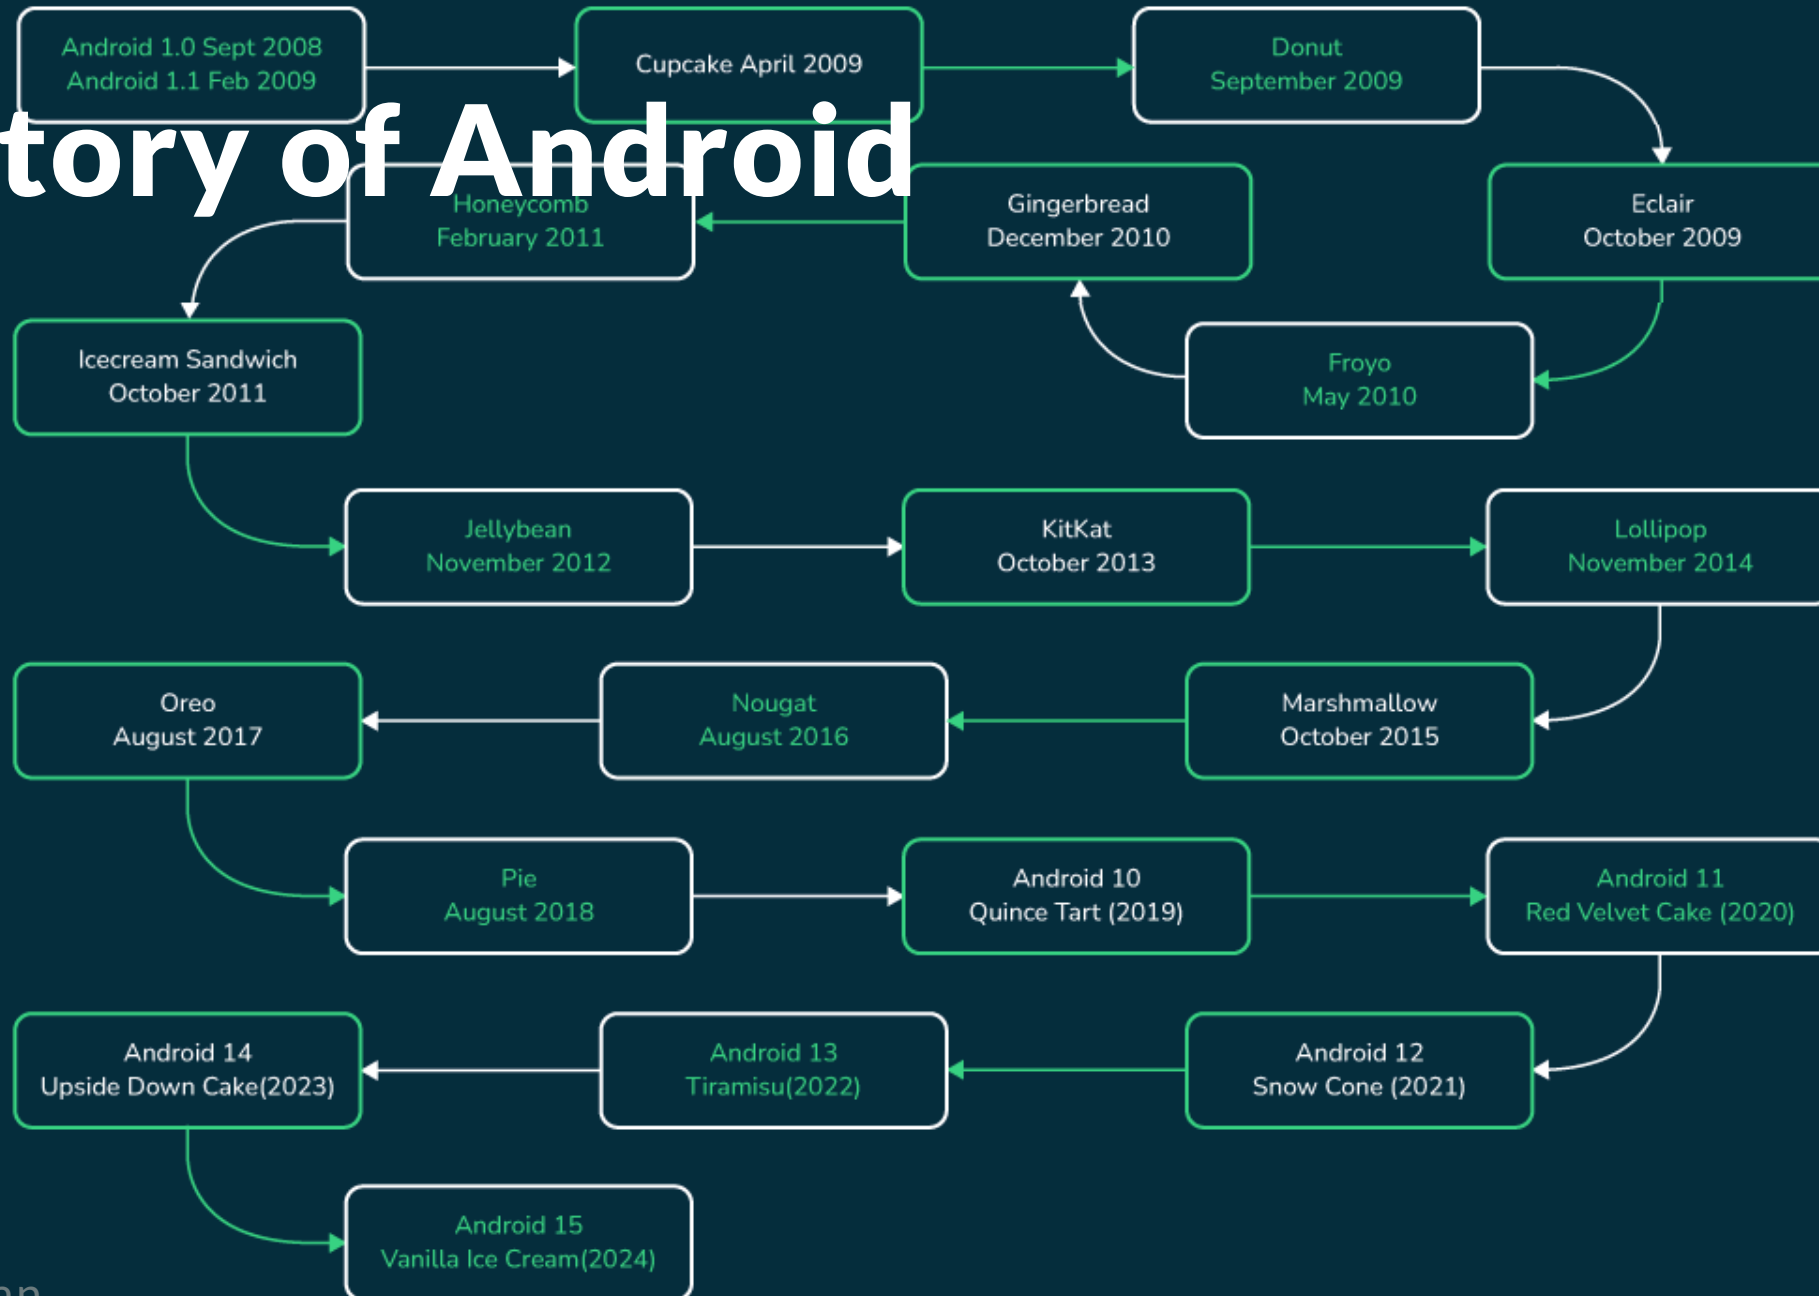 Android 1.0 Sept 2008
Android 1.1 Feb 2009
Cupcake April 2009
Donut
September 2009
tory of Android
Eclair
October 2009
Froyo
May 2010
Gingerbread
December 2010
Honeycomb
February 2011
Icecream Sandwich
October 2011
Jellybean
November 2012
KitKat
October 2013
Lollipop
November 2014
Marshmallow
October 2015
Nougat
August 2016
Oreo
August 2017
Pie
August 2018
Android 10
Quince Tart (2019)
Android 11
Red Velvet Cake (2020)
Android 12
Snow Cone (2021)
Android 13
Tiramisu(2022)
Android 14
Upside Down Cake(2023)
Android 15
Vanilla Ice Cream(2024)